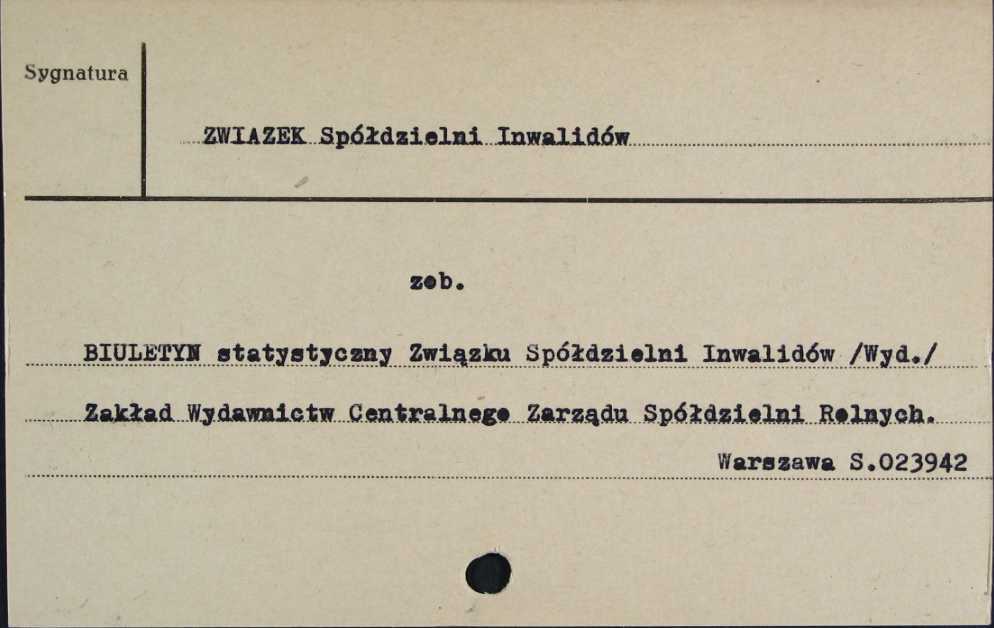 Sygnatura
ZWIAZEK Spółdzielni Inwalidów
zob.
BIULETYN statystyczny Związku Spółdzielni Inwalidów /Wyd./
Zakład Wydawnictw Centralnego Zarządu Spółdzielni Rolnych.
Warszawa S.023942